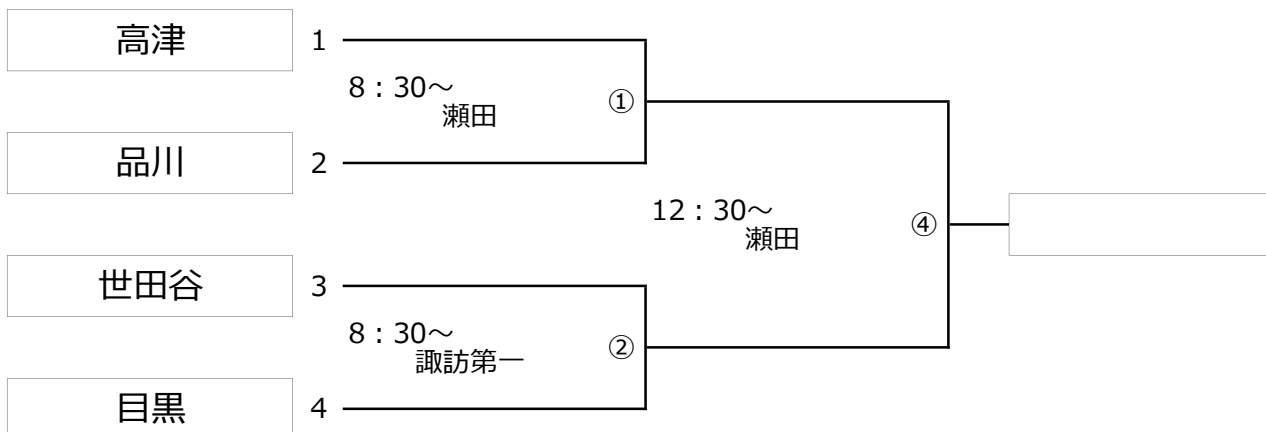 高津 1
8：30～
瀬田
①
品川 2
12：30～
瀬田
④
世田谷 3
8：30～
諏訪第一
②
目黒 4